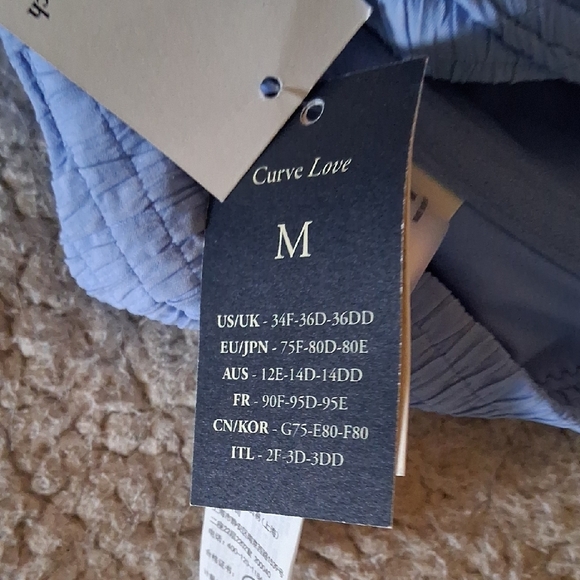 Curve Love
M
US/UK - 34F-36D-36DD
EU/JPN - 75F-80D-80E
AUS - 12E-14D-14DD
FR - 90F-95D-95E
CN/KOR - G75-E80-F80
ITL - 2F-3D-3DD